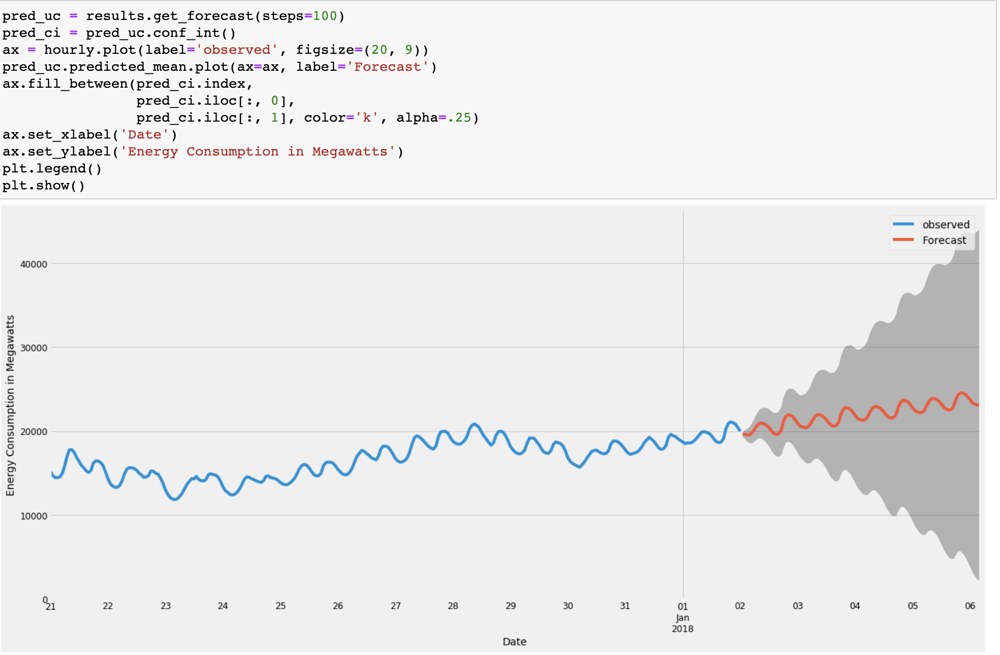 pred_uc = results.get_forecast(steps=100)
pred_ci = pred_uc.conf_int()
ax = hourly.plot(label='observed', figsize=(20, 9))
pred_uc.predicted_mean.plot(ax=ax, label='Forecast')
ax.fill_between(pred_ci.index,
                pred_ci.iloc[:, 0],
                pred_ci.iloc[:, 1], color='k', alpha=.25)
ax.set_xlabel('Date')
ax.set_ylabel('Energy Consumption in Megawatts')
plt.legend()
plt.show()
observed
Forecast
40000
30000
20000
10000
0
Energy Consumption in Megawatts
21 22 23 24 25 26 27 28 29 30 31 01 02 03 04 05 06
Jan
2018
Date